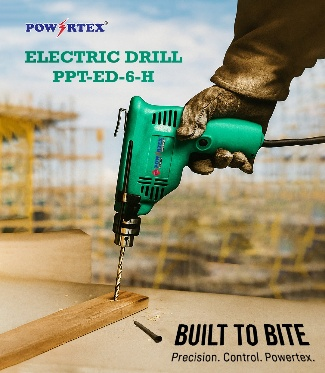 POWERTEX
ELECTRIC DRILL
PPT-ED-6-H
BUILT TO BITE
Precision. Control. Powertex.